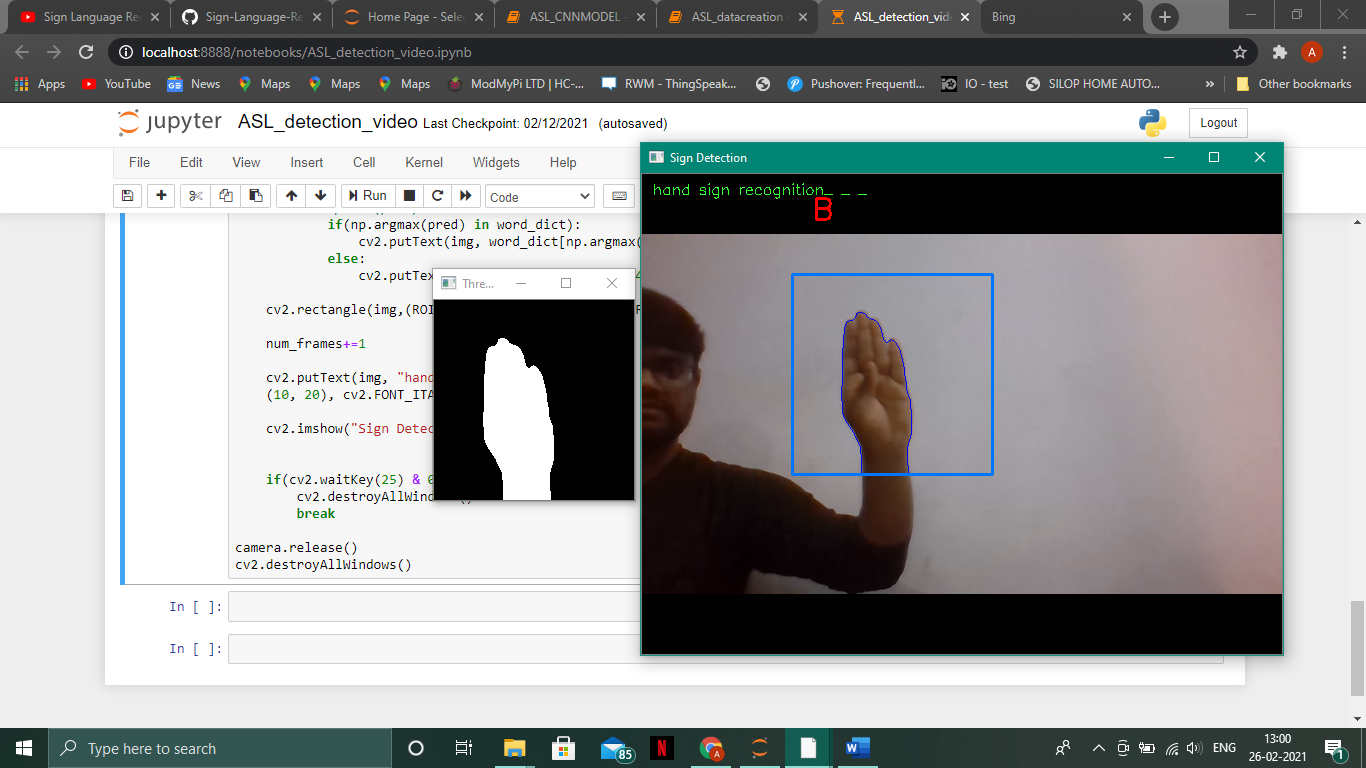 Sign Language Re
Sign-Language-Re
Home Page - Sele
ASL_CNNMODEL -
ASL_datacreation -
ASL_detection_vid
Bing
localhost:8888/notebooks/ASL_detection_video.ipynb
A
Apps
YouTube
News
Maps
Maps
Maps
ModMyPi LTD | HC-...
RWM - ThingSpeak...
Pushover: Frequentl...
IO - test
SILOP HOME AUTO...
»
Other bookmarks
jupyter ASL_detection_video Last Checkpoint: 02/12/2021 (autosaved)
Logout
File Edit View Insert Cell Kernel Widgets Help
Run
Code
if(np.argmax(pred) in word_dict):
cv2.putText(img, word_dict[np.argmax(
else:
cv2.putTex
cv2.rectangle(img,(ROI
num_frames+=1
cv2.putText(img, "hand
(10, 20), cv2.FONT_ITA
cv2.imshow("Sign Detec
if(cv2.waitKey(25) & 0
cv2.destroyAllWind
break
camera.release()
cv2.destroyAllWindows()
In [ ]:
In [ ]:
Thre...
Sign Detection
hand sign recognition_ _ _
B
Type here to search
85
N
A
W
ENG
13:00
26-02-2021
1